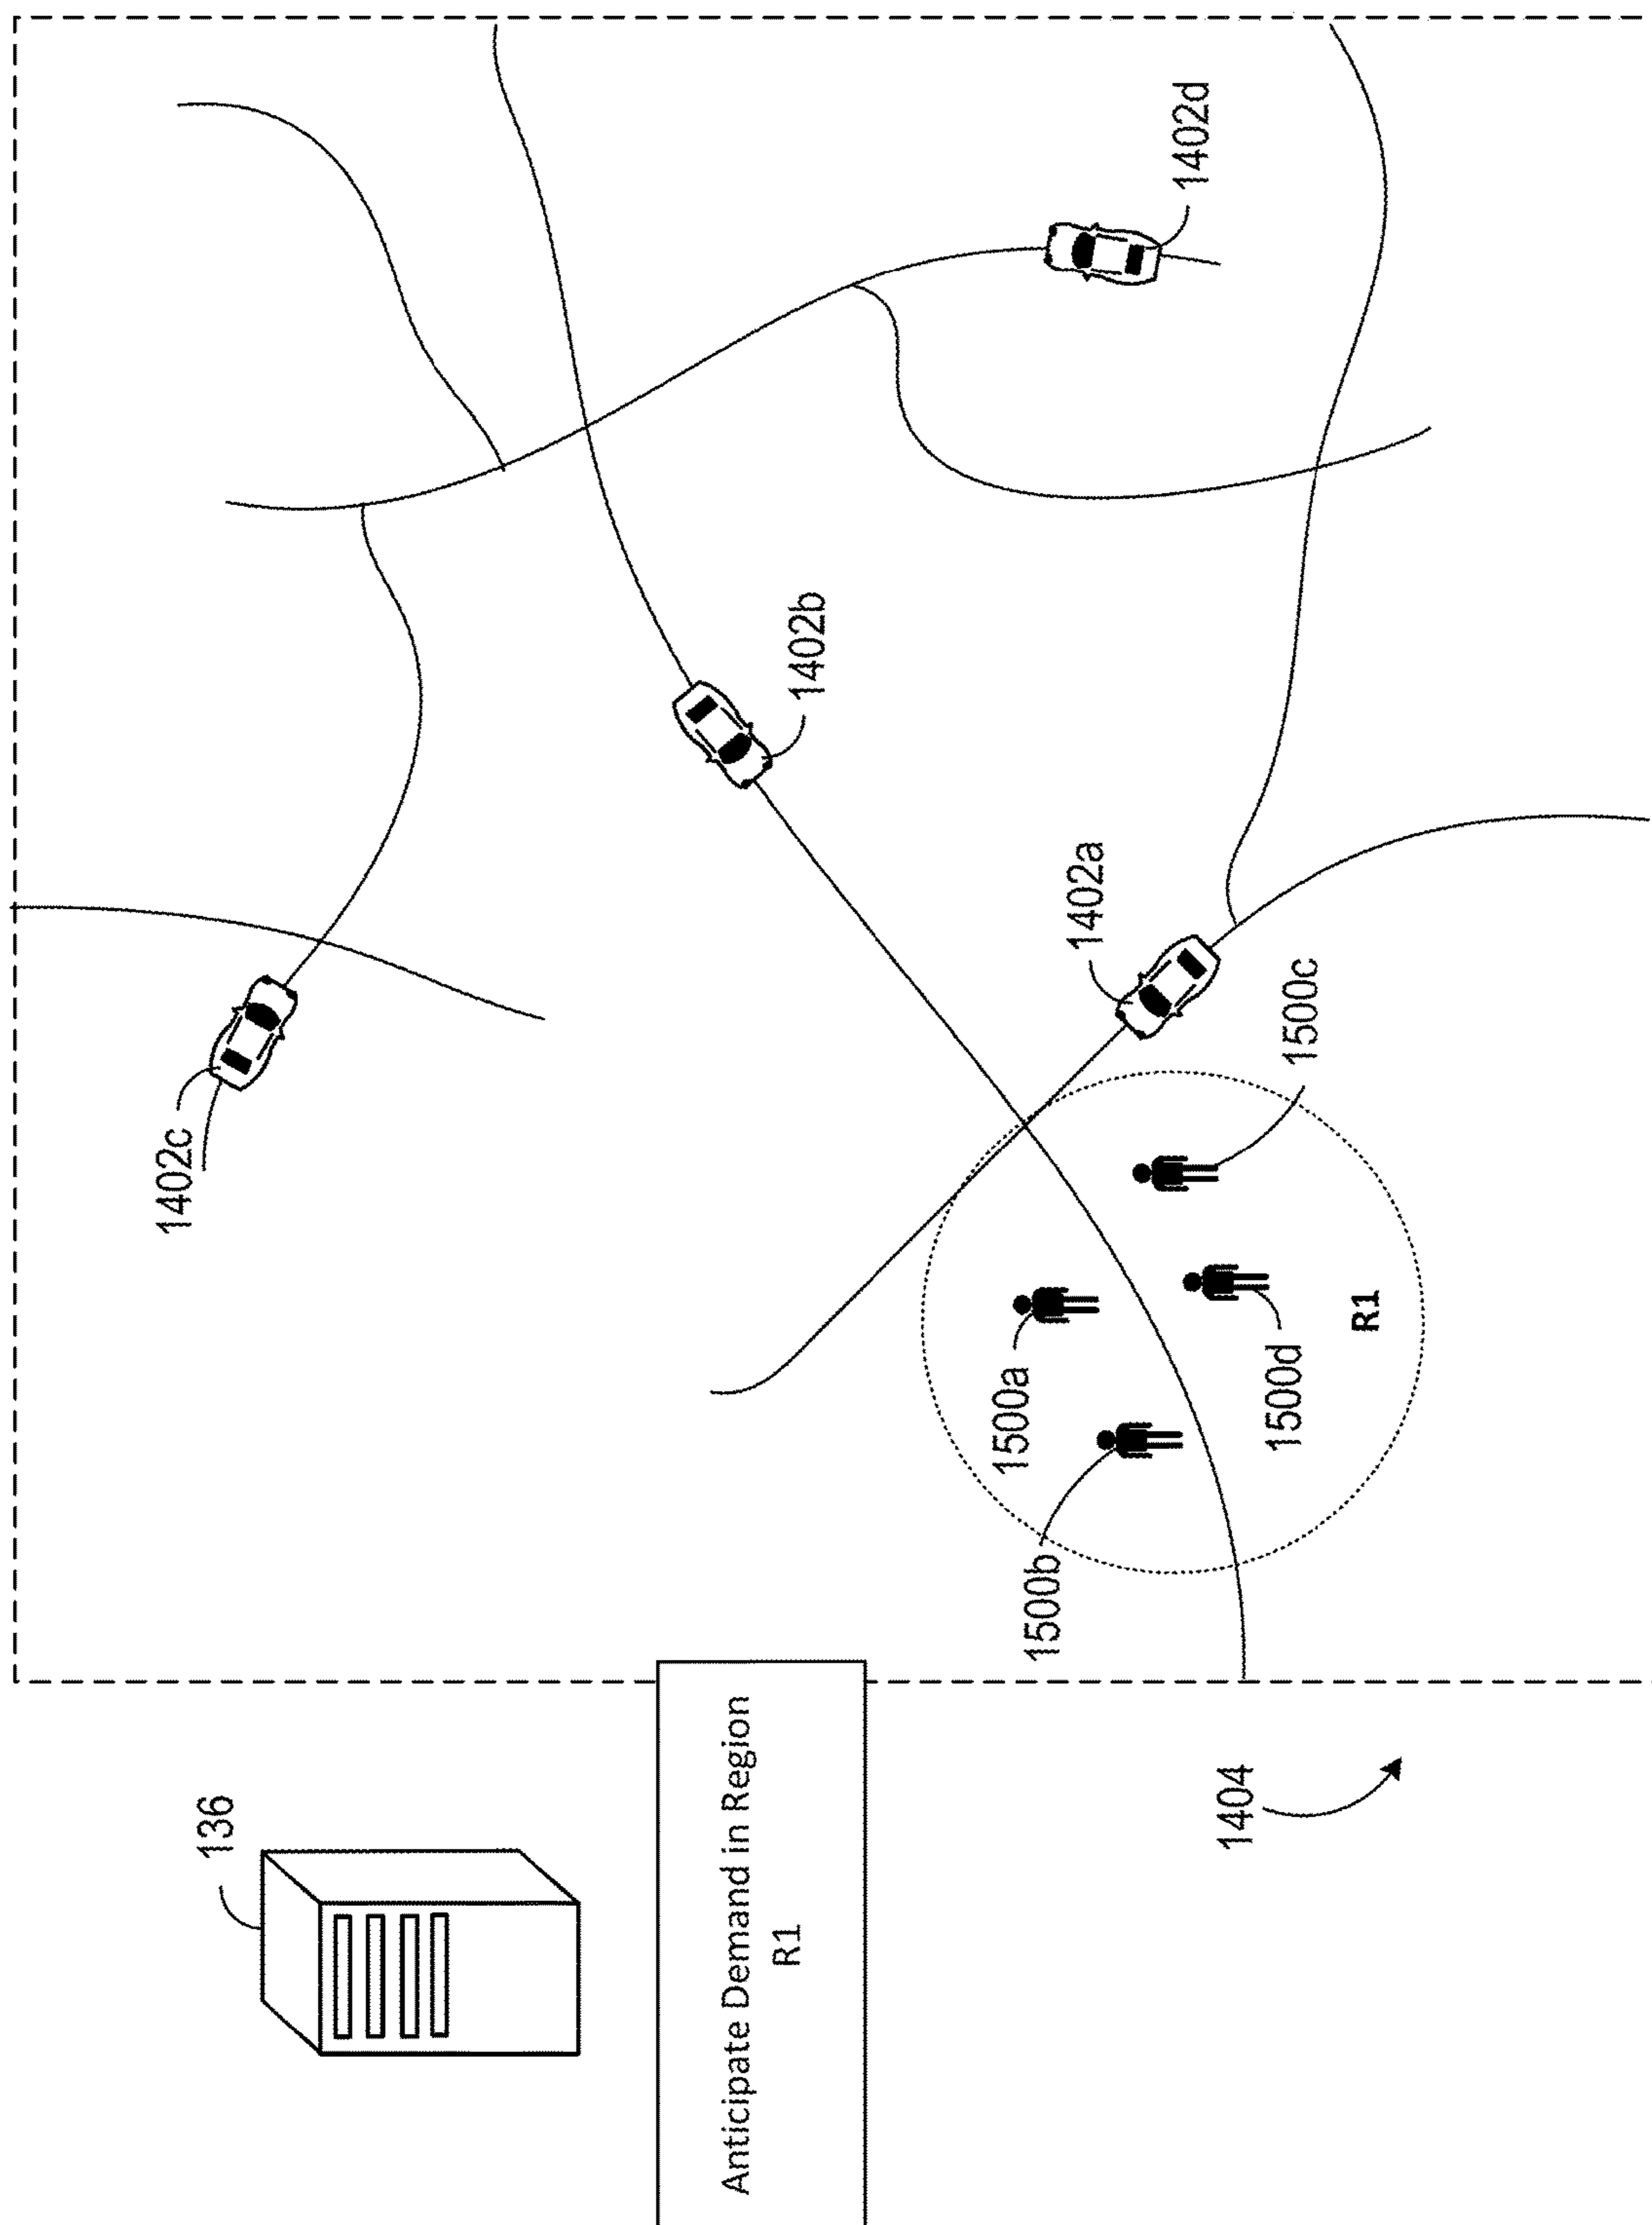 136
Anticipate Demand in Region
R1
1404
1402c
1402b
1402d
1402a
1500a
1500b
1500c
1500d
R1